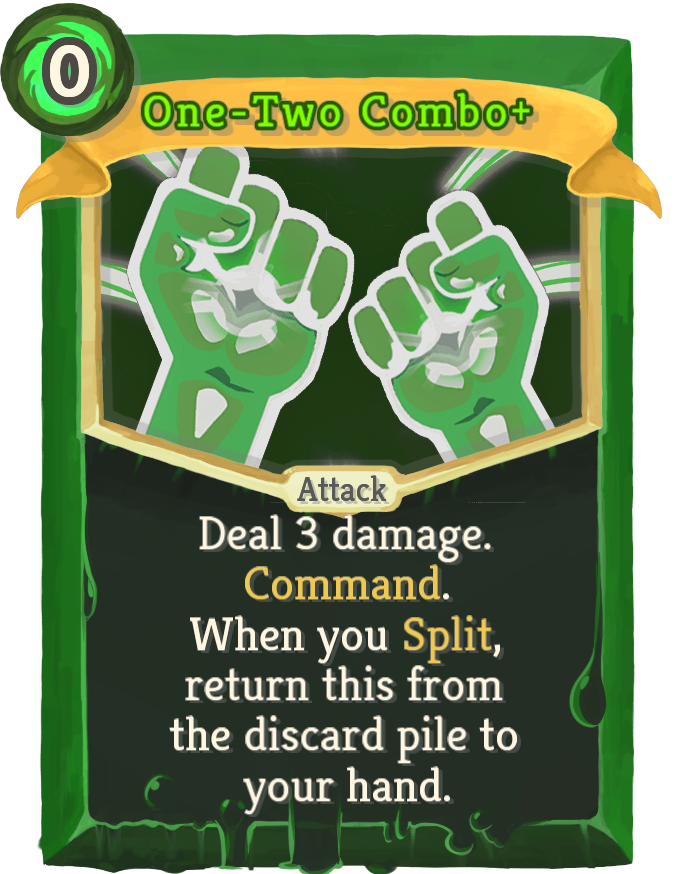 0
One-Two Combo+
Attack
Deal 3 damage.
Command.
When you Split,
return this from
the discard pile to
your hand.